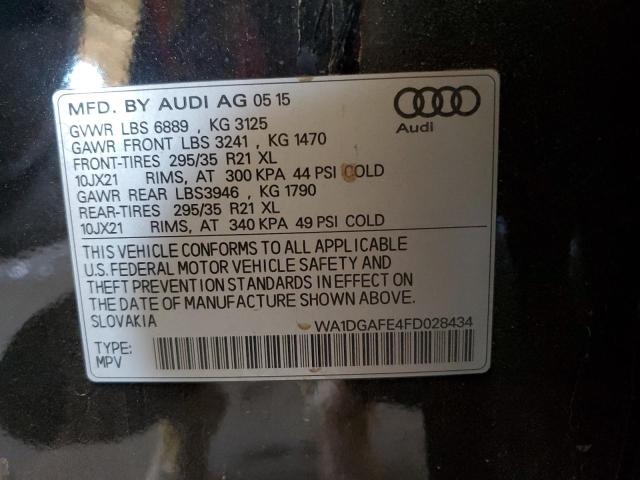 MFD. BY AUDI AG 05 15
Audi
GVWR LBS 6889 , KG 3125
GAWR FRONT LBS 3241 , KG 1470
FRONT-TIRES 295/35 R21 XL
10JX21 RIMS, AT 300 KPA 44 PSI COLD
GAWR REAR LBS3946 , KG 1790
REAR-TIRES 295/35 R21 XL
10JX21 RIMS, AT 340 KPA 49 PSI COLD
THIS VEHICLE CONFORMS TO ALL APPLICABLE
U.S. FEDERAL MOTOR VEHICLE SAFETY AND
THEFT PREVENTION STANDARDS IN EFFECT ON
THE DATE OF MANUFACTURE SHOWN ABOVE.
SLOVAKIA WA1DGAFE4FD028434
TYPE:
MPV